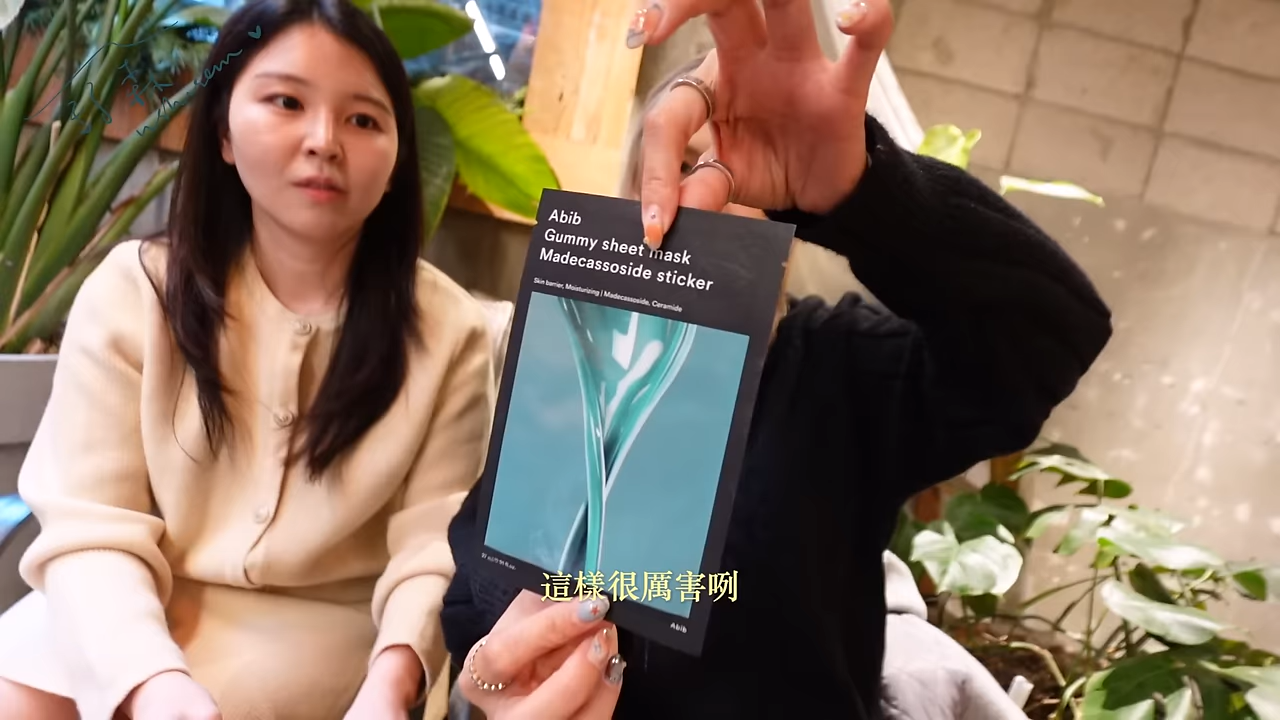 Abib
Gummy sheet mask
Madecassoside sticker
Skin barrier, Moisturizing | Madecassoside, Ceramide
這樣很厲害咧
Abib